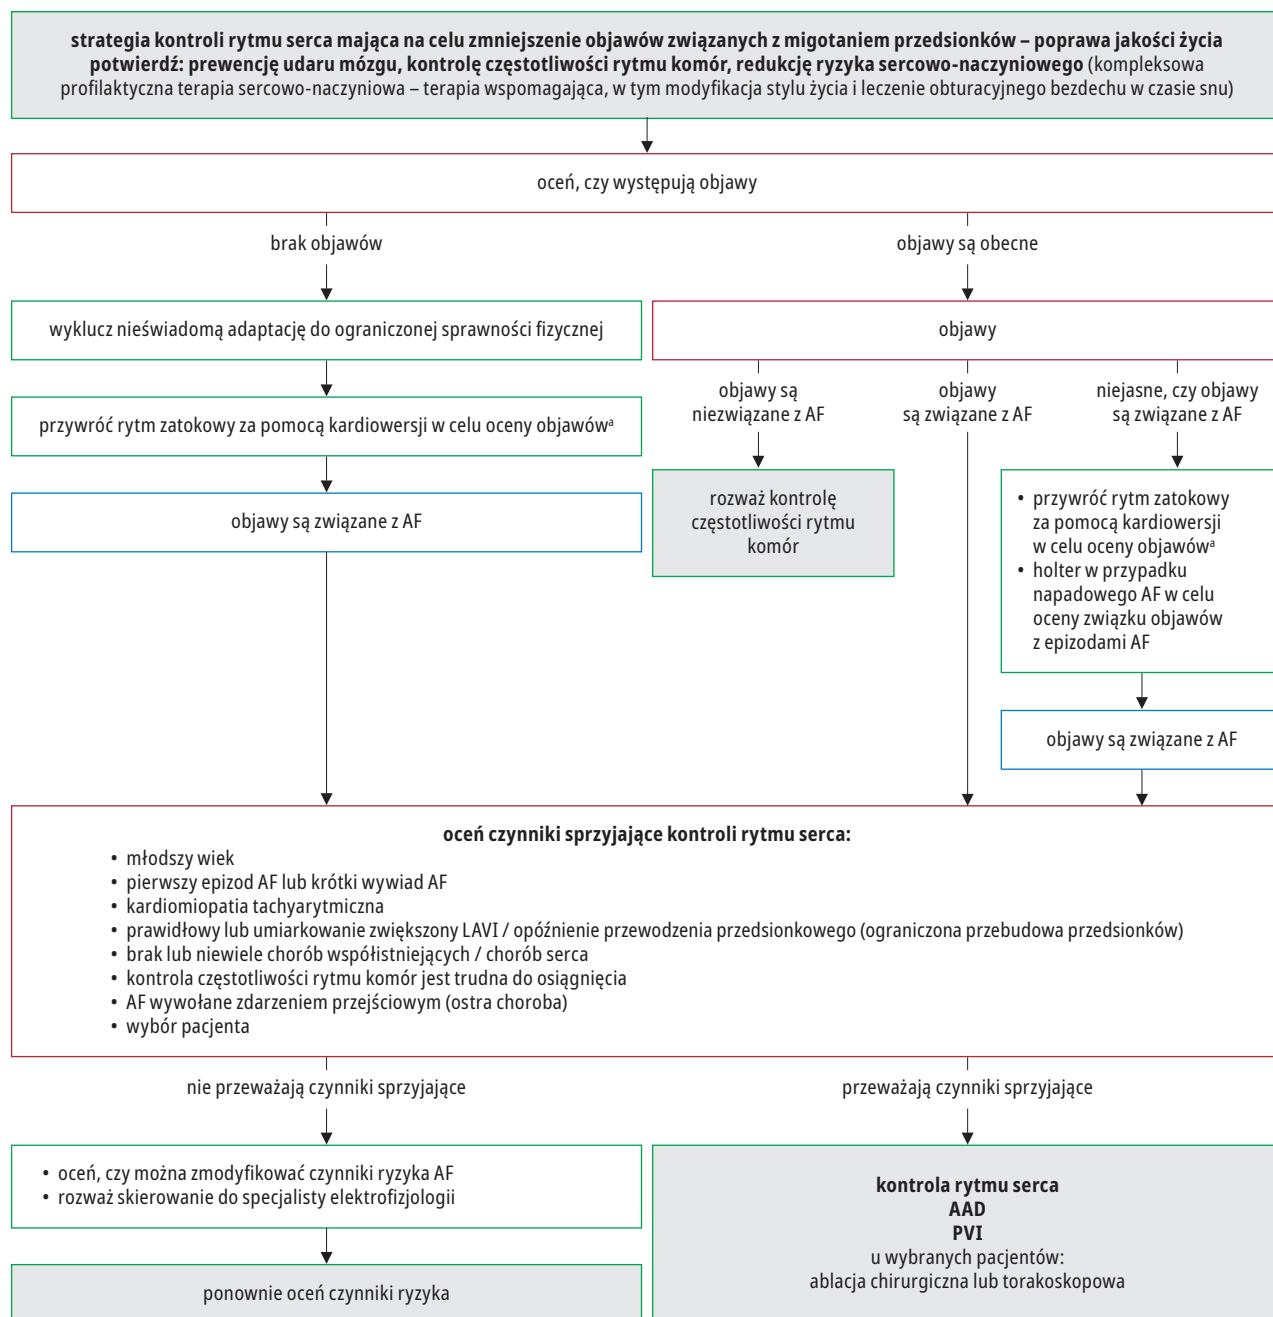 strategia kontroli rytmu serca mająca na celu zmniejszenie objawów związanych z migotaniem przedsionków – poprawa jakości życia
potwierdź: prewencję udaru mózgu, kontrolę częstotliwości rytmu komór, redukcję ryzyka sercowo-naczyniowego (kompleksowa
profilaktyczna terapia sercowo-naczyniowa – terapia wspomagająca, w tym modyfikacja stylu życia i leczenie obturacyjnego bezdechu w czasie snu)
oceń, czy występują objawy
brak objawów
objawy są obecne
wyklucz nieświadomą adaptację do ograniczonej sprawności fizycznej
objawy
objawy są
niezwiązane z AF
objawy
są związane z AF
niejasne, czy objawy
są związane z AF
przywróć rytm zatokowy za pomocą kardiowersji w celu oceny objawówᵃ
objawy są związane z AF
rozważ kontrolę
częstotliwości rytmu
komór
• przywróć rytm zatokowy
za pomocą kardiowersji
w celu oceny objawówᵃ
• holter w przypadku
napadowego AF w celu
oceny związku objawów
z epizodami AF
objawy są związane z AF
oceń czynniki sprzyjające kontroli rytmu serca:
• młodszy wiek
• pierwszy epizod AF lub krótki wywiad AF
• kardiomiopatia tachyarytmiczna
• prawidłowy lub umiarkowanie zwiększony LAVI / opóźnienie przewodzenia przedsionkowego (ograniczona przebudowa przedsionków)
• brak lub niewiele chorób współistniejących / chorób serca
• kontrola częstotliwości rytmu komór jest trudna do osiągnięcia
• AF wywołane zdarzeniem przejściowym (ostra choroba)
• wybór pacjenta
nie przeważają czynniki sprzyjające
przeważają czynniki sprzyjające
• oceń, czy można zmodyfikować czynniki ryzyka AF
• rozważ skierowanie do specjalisty elektrofizjologii
ponownie oceń czynniki ryzyka
kontrola rytmu serca
AAD
PVI
u wybranych pacjentów:
ablacja chirurgiczna lub torakoskopowa